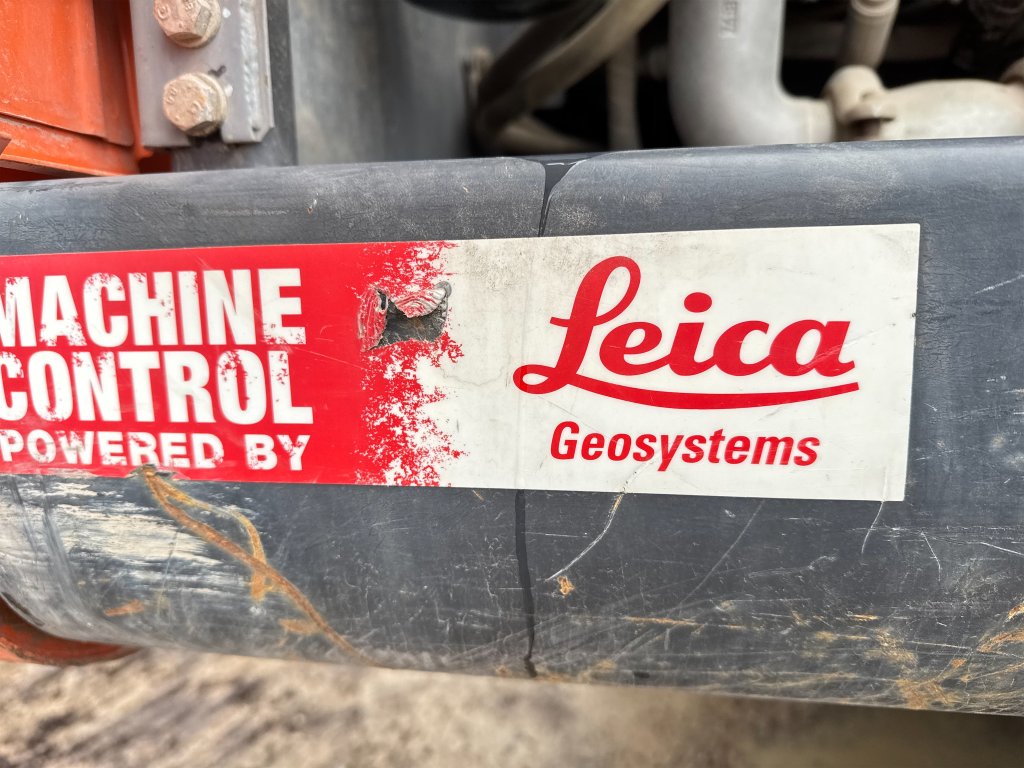 MACHINE
CONTROL
POWERED BY
Leica
Geosystems